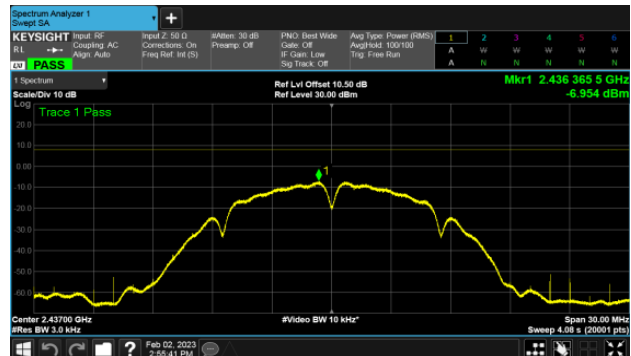 Spectrum Analyzer 1
Swept SA
+
KEYSIGHT Input: RF Input Z: 50 Ω #Atten: 30 dB PNO: Best Wide Avg Type: Power (RMS) 1 2 3 4 5 6
RL Coupling: AC Corrections: On Preamp: Off Gate: Off Avg|Hold: 100/100 A W W W W W
Align: Auto Freq Ref: Int (S) IF Gain: Low Trig: Free Run
LXI PASS Sig Track: Off A N N N N N
1 Spectrum Ref Lvl Offset 10.50 dB Mkr1 2.436 365 5 GHz
Scale/Div 10 dB Ref Level 30.00 dBm -6.954 dBm
Log
Trace 1 Pass
20.0
10.0
0.00
1
-10.0
-20.0
-30.0
-40.0
-50.0
-60.0
Center 2.43700 GHz #Video BW 10 kHz* Span 30.00 MHz
#Res BW 3.0 kHz Sweep 4.08 s (20001 pts)
? Feb 02, 2023
2:55:41 PM